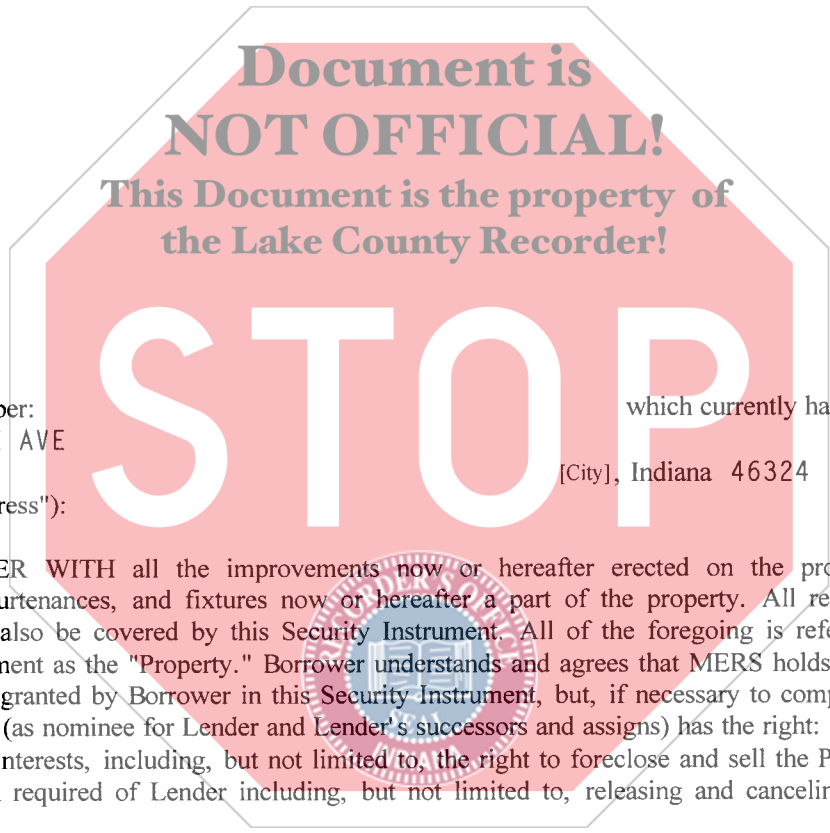 Document is
NOT OFFICIAL!
This Document is the property of
the Lake County Recorder!
STOP
ber: which currently ha
AVE
[City], Indiana 46324
ress"):
ER WITH all the improvements now or hereafter erected on the pro
urtenances, and fixtures now or hereafter a part of the property. All re
also be covered by this Security Instrument. All of the foregoing is refe
ment as the "Property." Borrower understands and agrees that MERS holds
granted by Borrower in this Security Instrument, but, if necessary to comp
(as nominee for Lender and Lender's successors and assigns) has the right:
nterests, including, but not limited to, the right to foreclose and sell the P
required of Lender including, but not limited to, releasing and cancelin
RECORDER'S OFFICE
SEAL
INDIANA